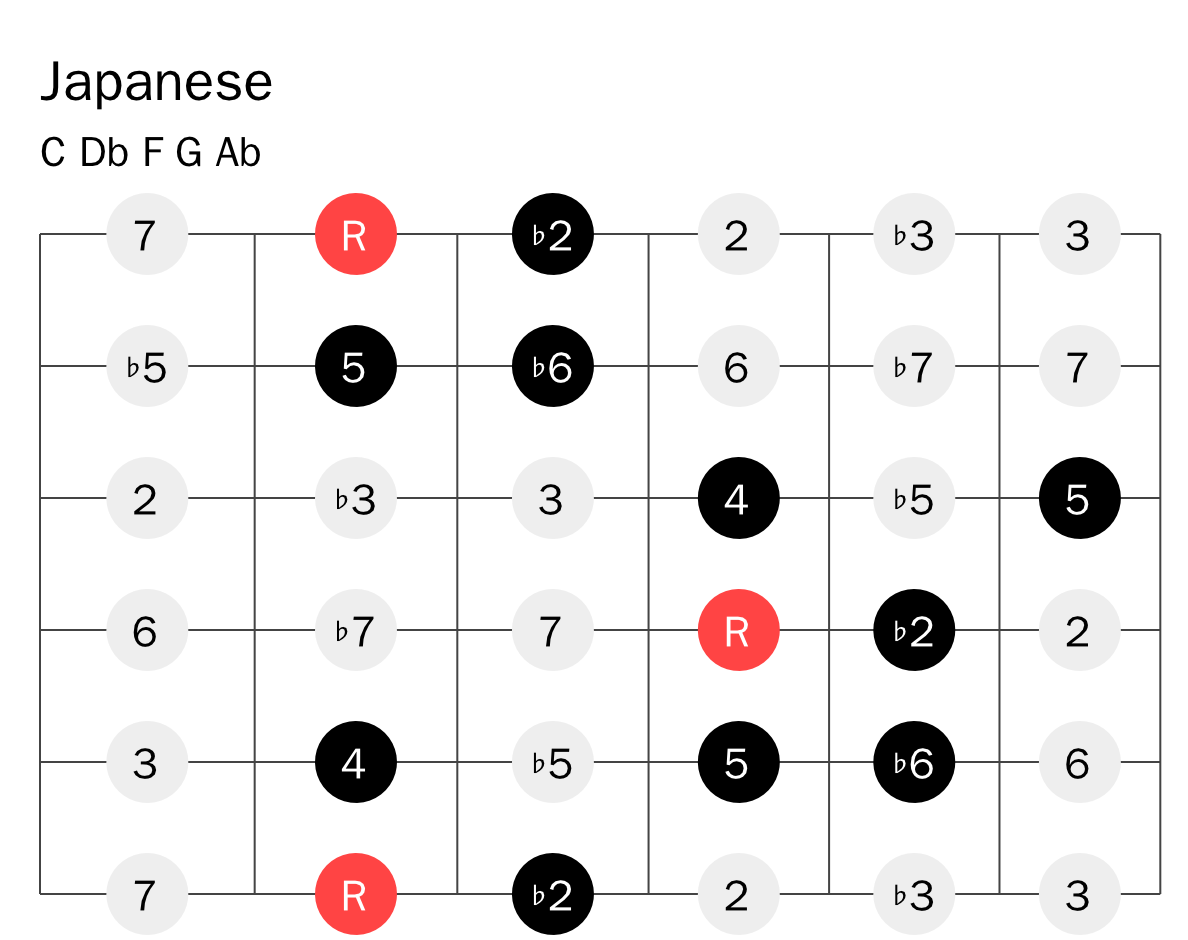 Japanese
C Db F G Ab
7 R ♭2 2 ♭3 3
♭5 5 ♭6 6 ♭7 7
2 ♭3 3 4 ♭5 5
6 ♭7 7 R ♭2 2
3 4 ♭5 5 ♭6 6
7 R ♭2 2 ♭3 3